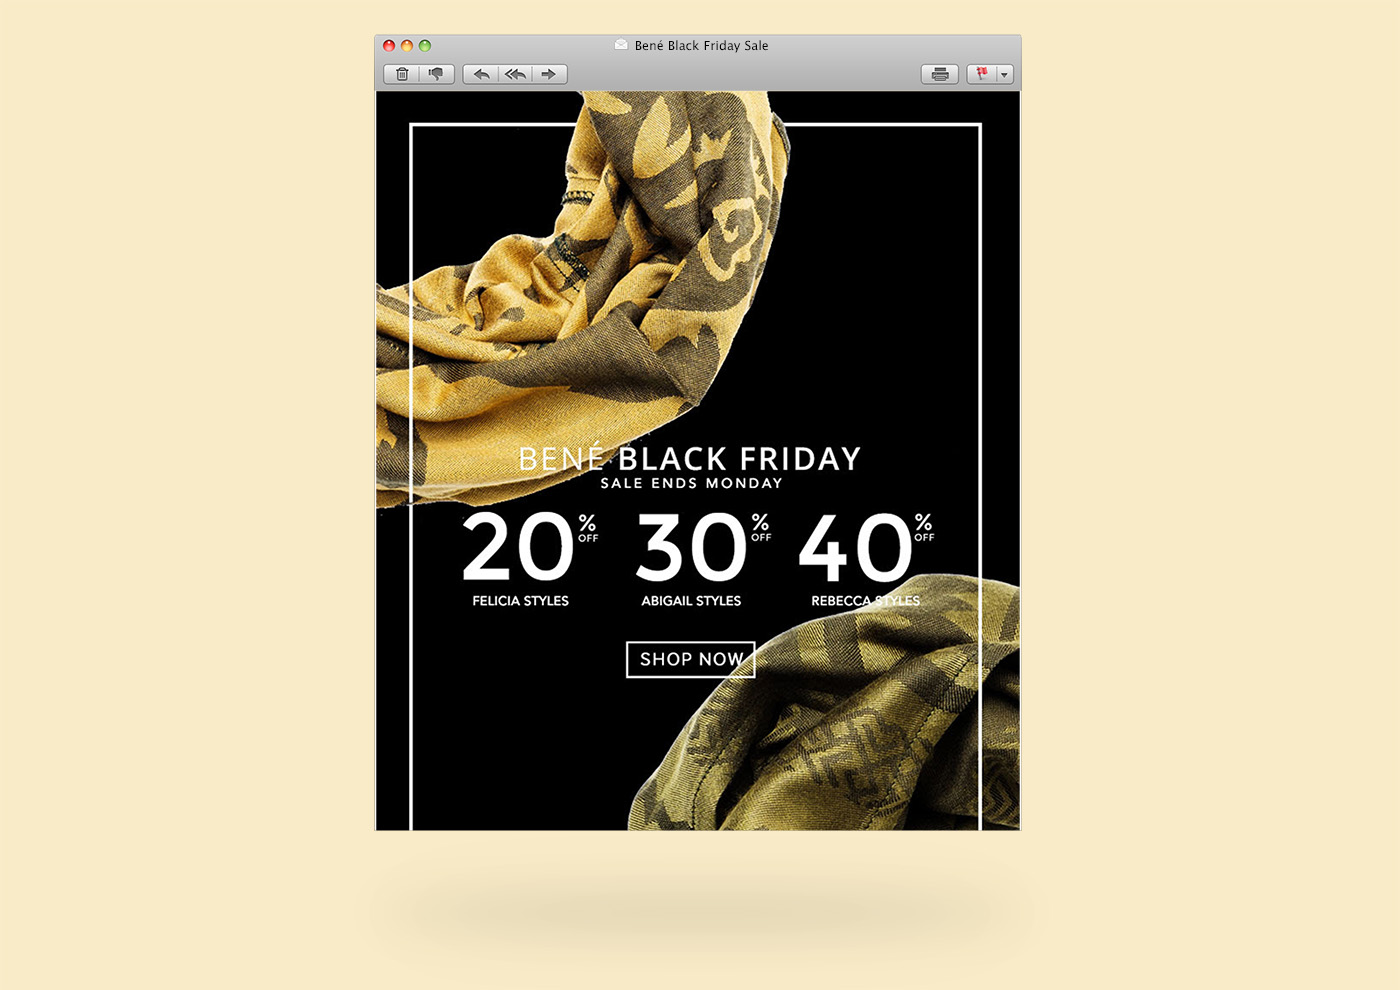 Bené Black Friday Sale
BENÉ BLACK FRIDAY
SALE ENDS MONDAY
20% OFF 30% OFF 40% OFF
FELICIA STYLES ABIGAIL STYLES REBECCA STYLES
SHOP NOW